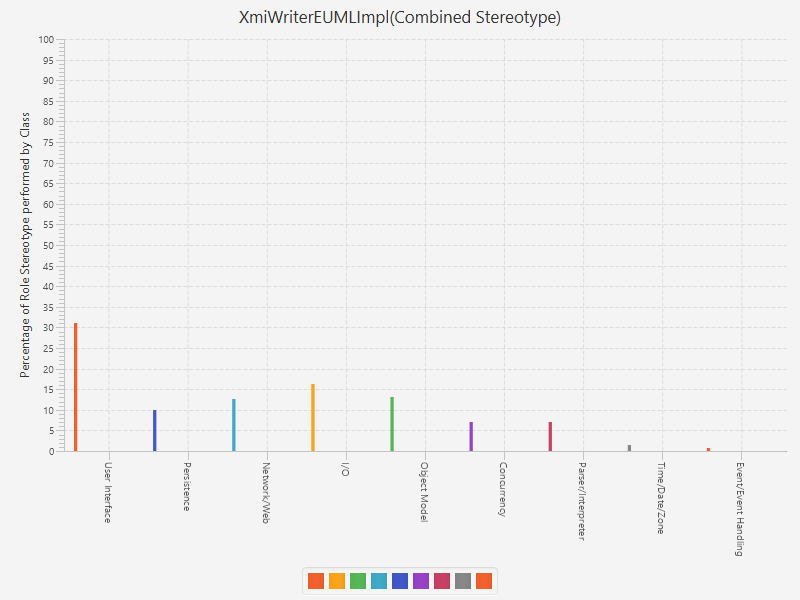 XmiWriterEUMLImpl(Combined Stereotype)
Percentage of Role Stereotype performed by Class
100
95
90
85
80
75
70
65
60
55
50
45
40
35
30
25
20
15
10
5
0
User Interface
Persistence
Network/Web
I/O
Object Model
Concurrency
Parser/Interpreter
Time/Date/Zone
Event/Event Handling